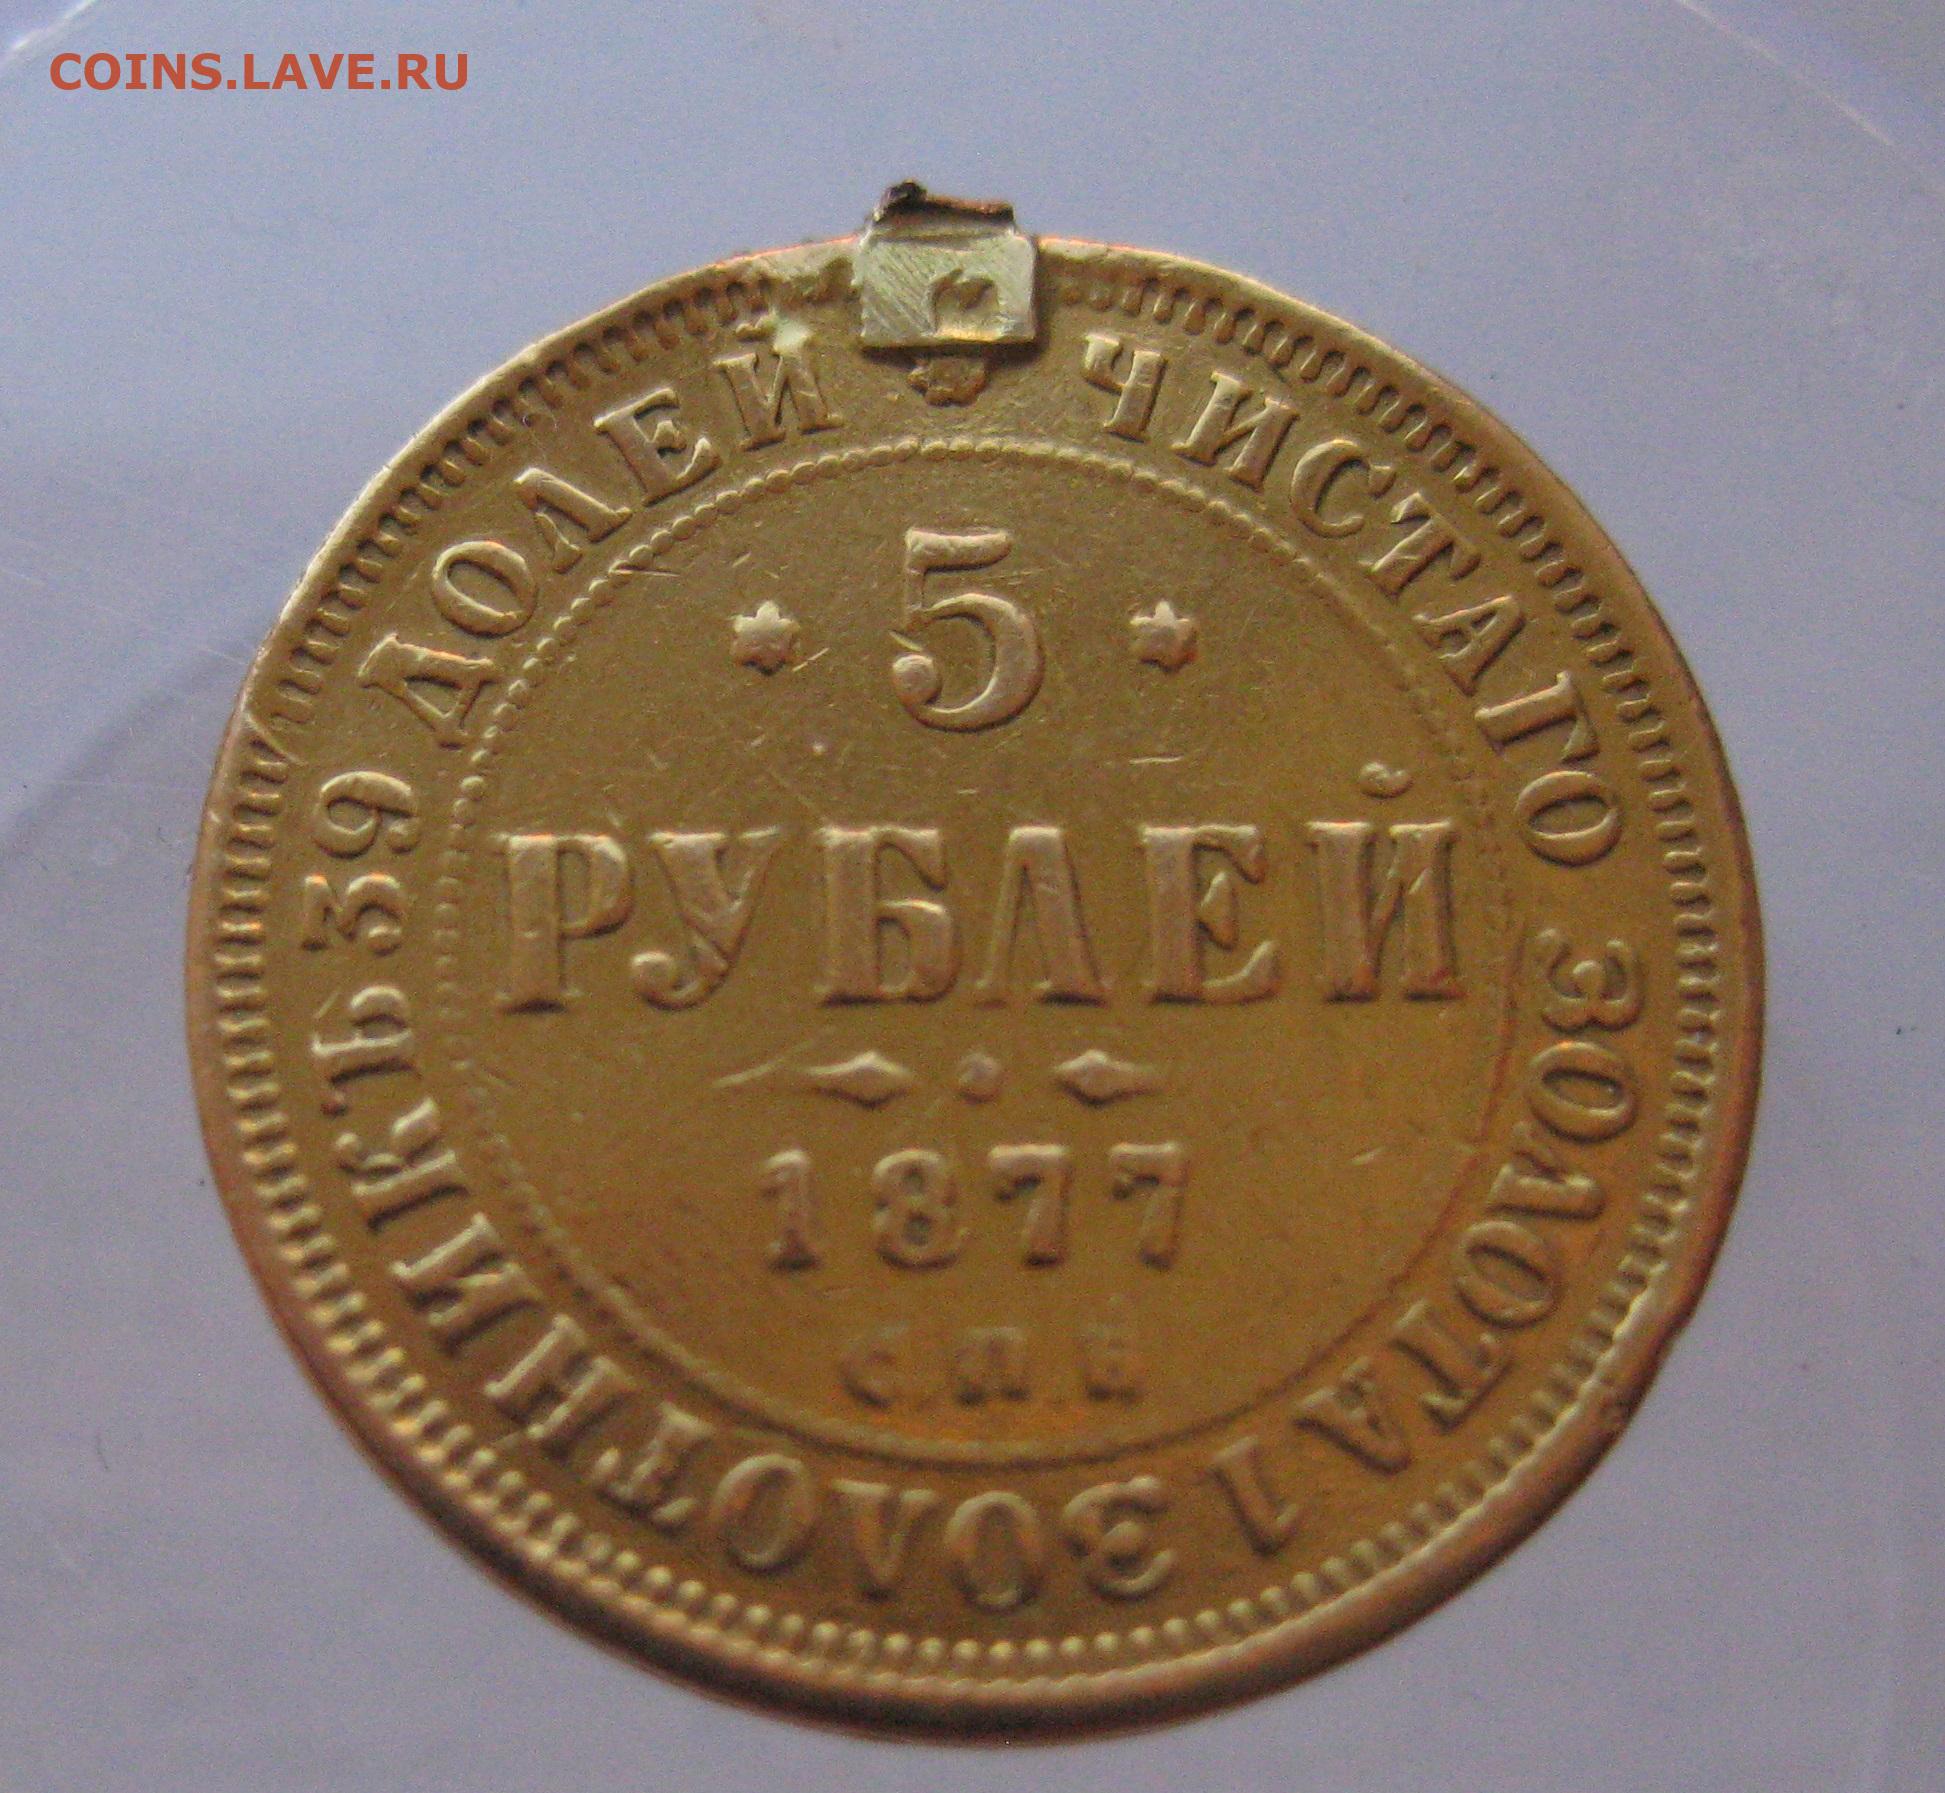 COINS.LAVE.RU
ЧИСТАГО ЗОЛОТА 1 ЗОЛОТНИКЪ 39 ДОЛЕЙ
5
РУБЛЕЙ
1877
С.П.Б.